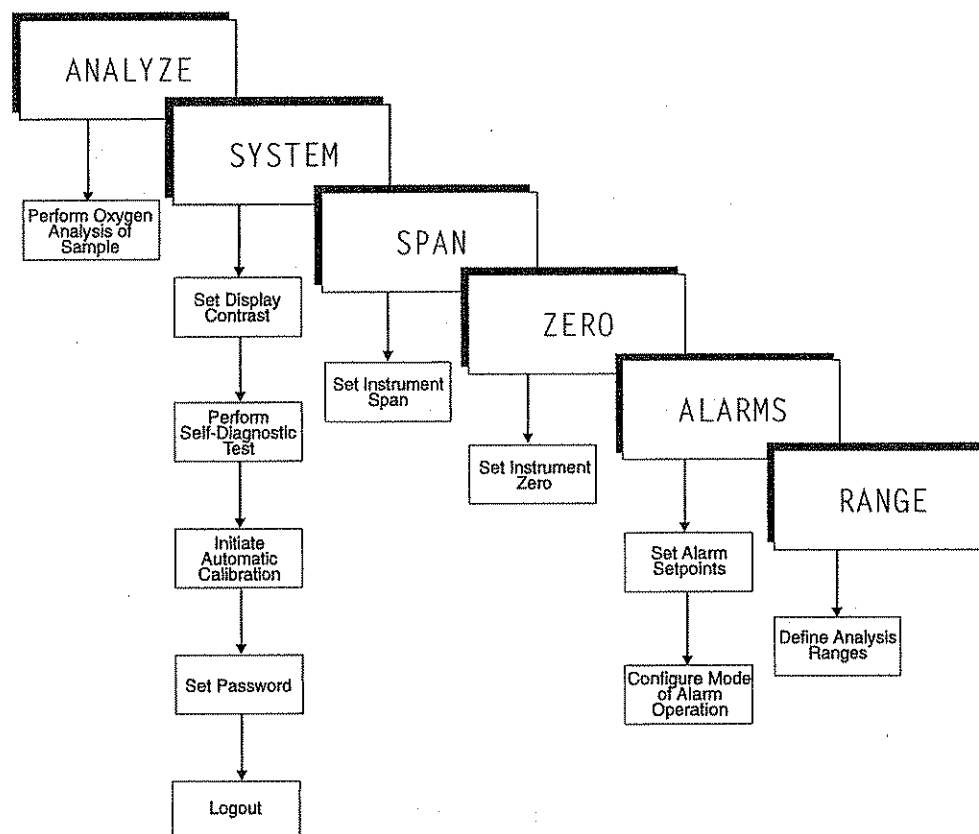 ANALYZE
Perform Oxygen
Analysis of
Sample
SYSTEM
Set Display
Contrast
Perform
Self-Diagnostic
Test
Initiate
Automatic
Calibration
Set Password
Logout
SPAN
Set Instrument
Span
ZERO
Set Instrument
Zero
ALARMS
Set Alarm
Setpoints
Configure Mode
of Alarm
Operation
RANGE
Define Analysis
Ranges